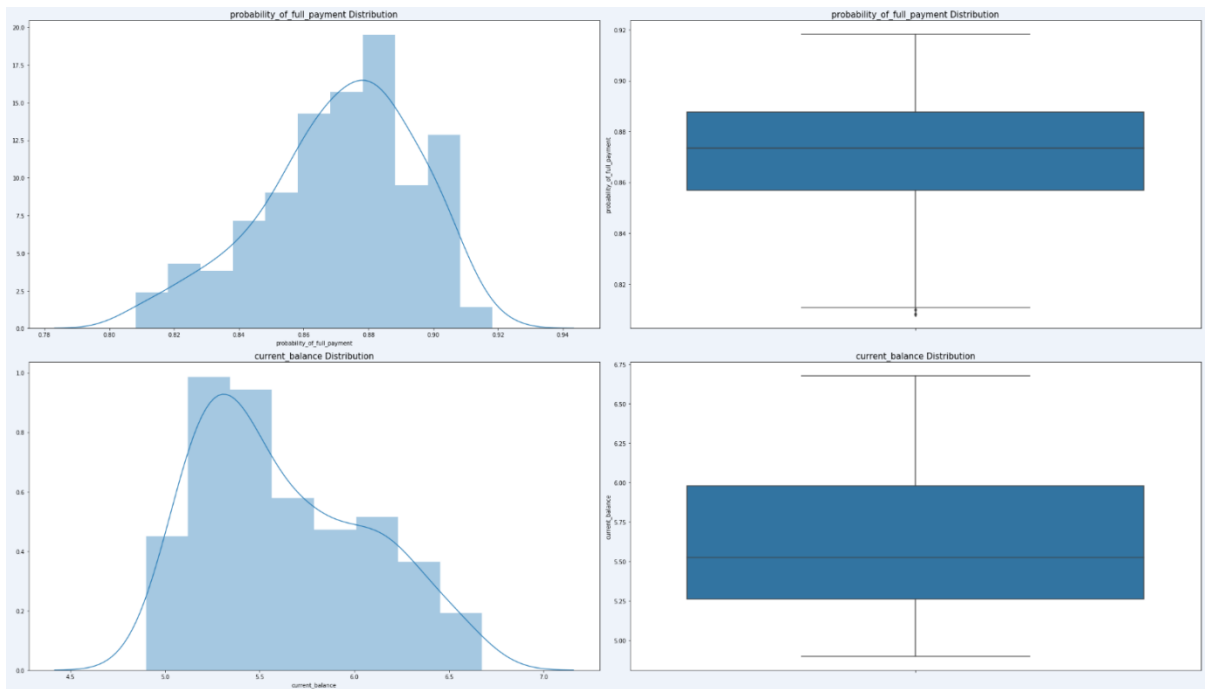 probability_of_full_payment Distribution
20.0
17.5
15.0
12.5
10.0
7.5
5.0
2.5
0.0
0.78 0.80 0.82 0.84 0.86 0.88 0.90 0.92 0.94
probability_of_full_payment
probability_of_full_payment Distribution
0.92
0.90
0.88
0.86
0.84
0.82
probability_of_full_payment
current_balance Distribution
1.0
0.8
0.6
0.4
0.2
0.0
4.5 5.0 5.5 6.0 6.5 7.0
current_balance
current_balance Distribution
6.75
6.50
6.25
6.00
5.75
5.50
5.25
5.00
current_balance